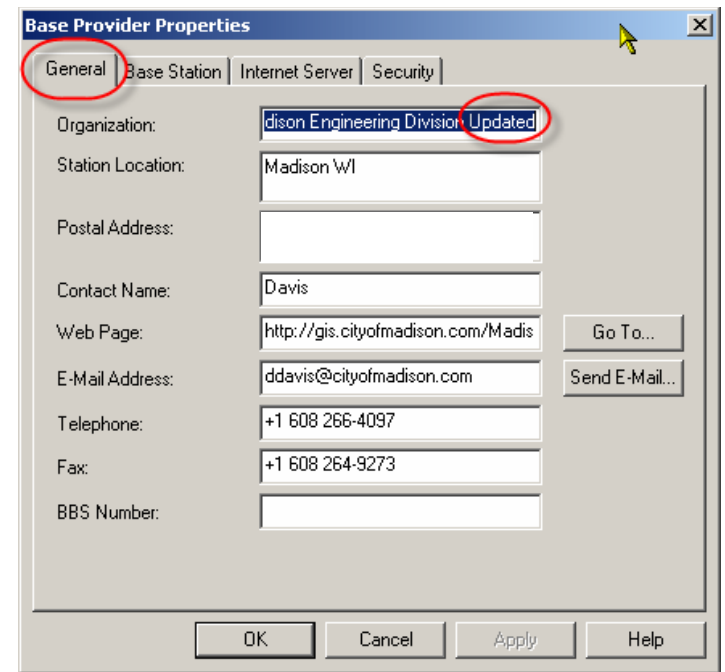 Base Provider Properties
General Base Station Internet Server Security
Organization: dison Engineering Division Updated
Station Location: Madison WI
Postal Address:
Contact Name: Davis
Web Page: http://gis.cityofmadison.com/Madis Go To...
E-Mail Address: ddavis@cityofmadison.com Send E-Mail...
Telephone: +1 608 266-4097
Fax: +1 608 264-9273
BBS Number:
OK Cancel Apply Help